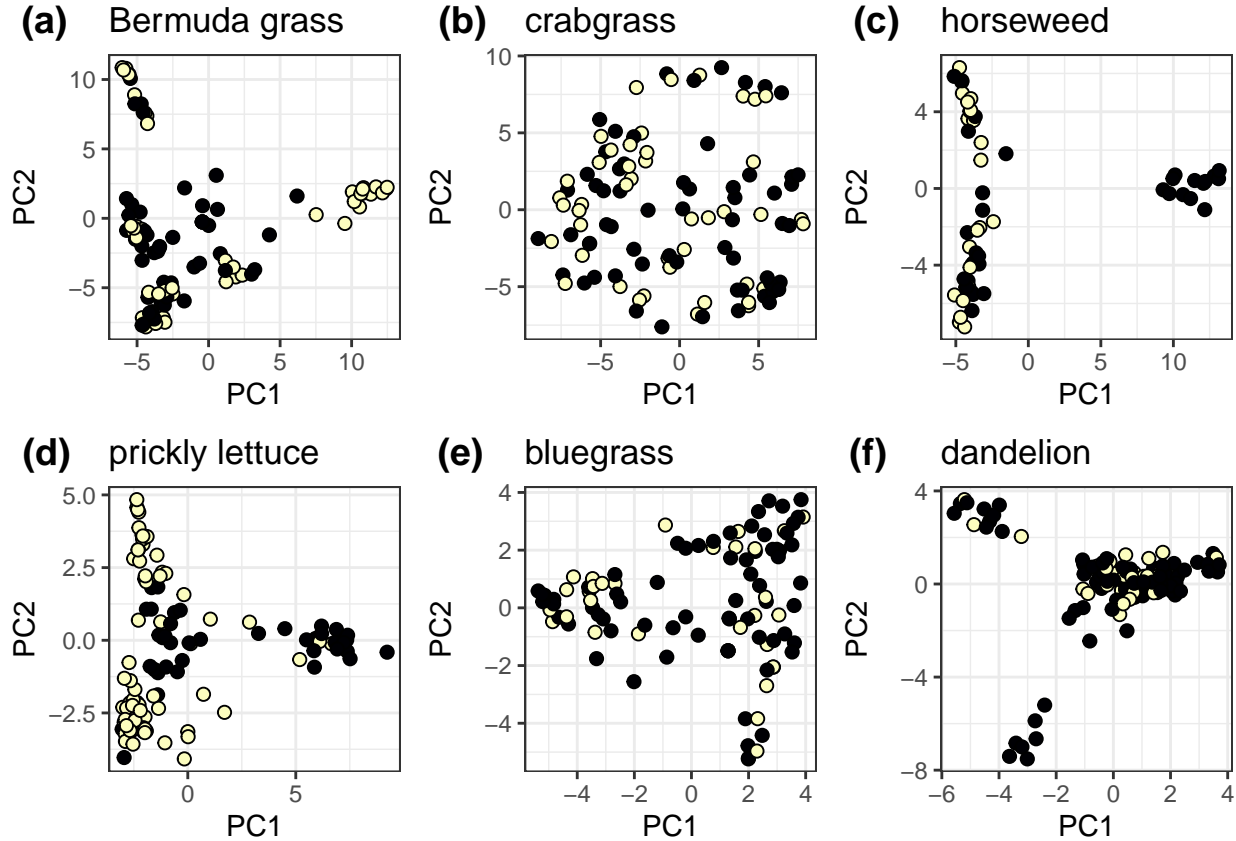 (a) Bermuda grass
10
5
0
−5
−5 0 5 10
PC1
PC2
(b) crabgrass
10
5
0
−5
−5 0 5
PC1
PC2
(c) horseweed
4
0
−4
−5 0 5 10
PC1
PC2
(d) prickly lettuce
5.0
2.5
0.0
−2.5
0 5
PC1
PC2
(e) bluegrass
4
2
0
−2
−4
−4 −2 0 2 4
PC1
PC2
(f) dandelion
4
0
−4
−8
−6 −4 −2 0 2 4
PC1
PC2